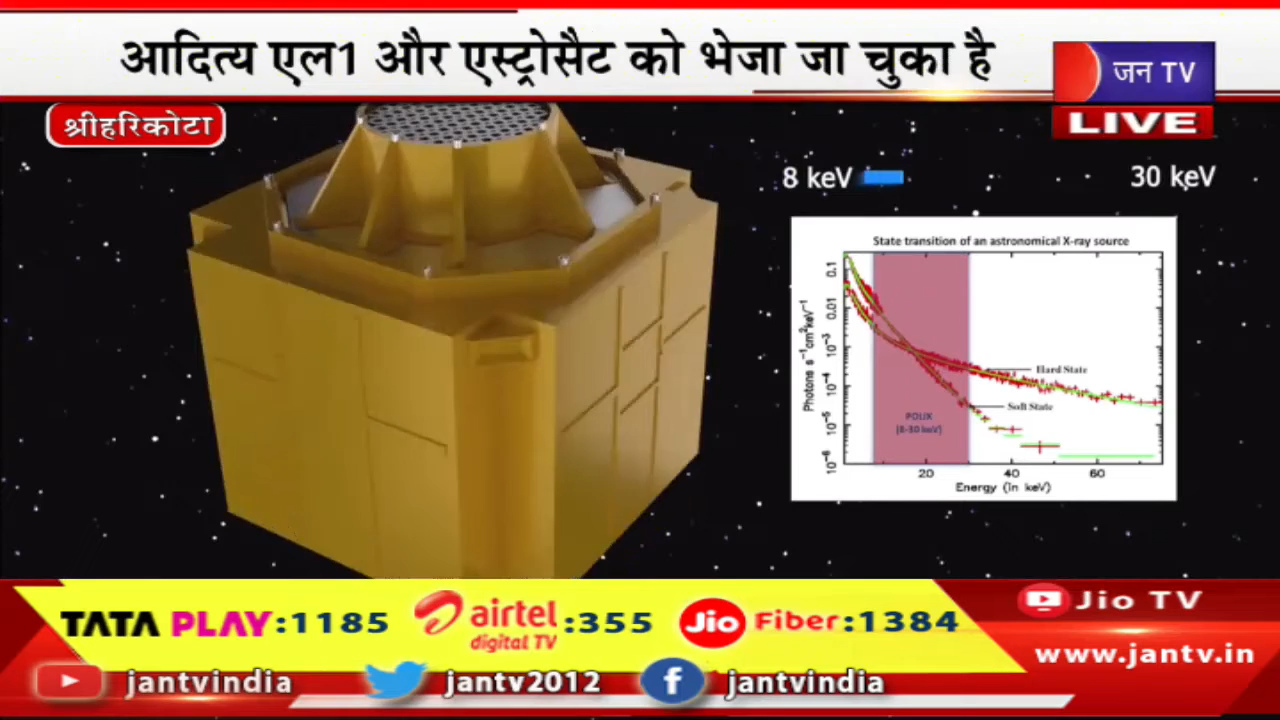 आदित्य एल1 और एस्ट्रोसैट को भेजा जा चुका है
जन TV
LIVE
श्रीहरिकोटा
8 keV
30 keV
State transition of an astronomical X-ray source
Photons s⁻¹cm²keV⁻¹
0.1
0.01
10⁻³
10⁻⁴
10⁻⁵
10⁻⁶
Hard State
Soft State
POLIX
(8-30 keV)
20 40 60
Energy (in keV)
TATA PLAY:1185
airtel digital TV:355
Jio Fiber:1384
Jio TV
www.jantv.in
jantvindia
jantv2012
jantvindia